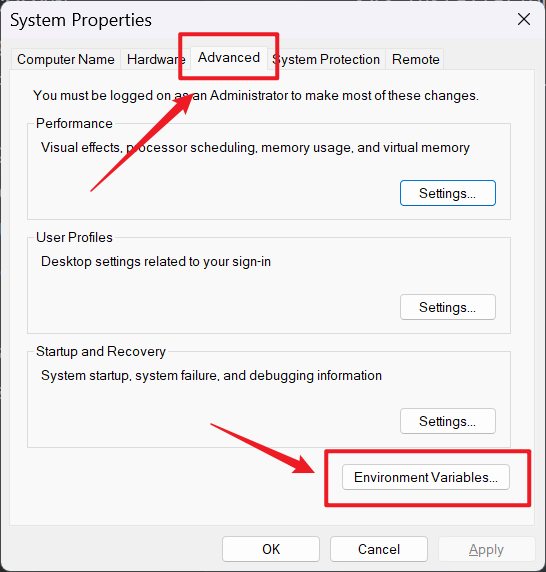 System Properties
Computer Name Hardware Advanced System Protection Remote
You must be logged on as an Administrator to make most of these changes.
Performance
Visual effects, processor scheduling, memory usage, and virtual memory
Settings...
User Profiles
Desktop settings related to your sign-in
Settings...
Startup and Recovery
System startup, system failure, and debugging information
Settings...
Environment Variables...
OK Cancel Apply